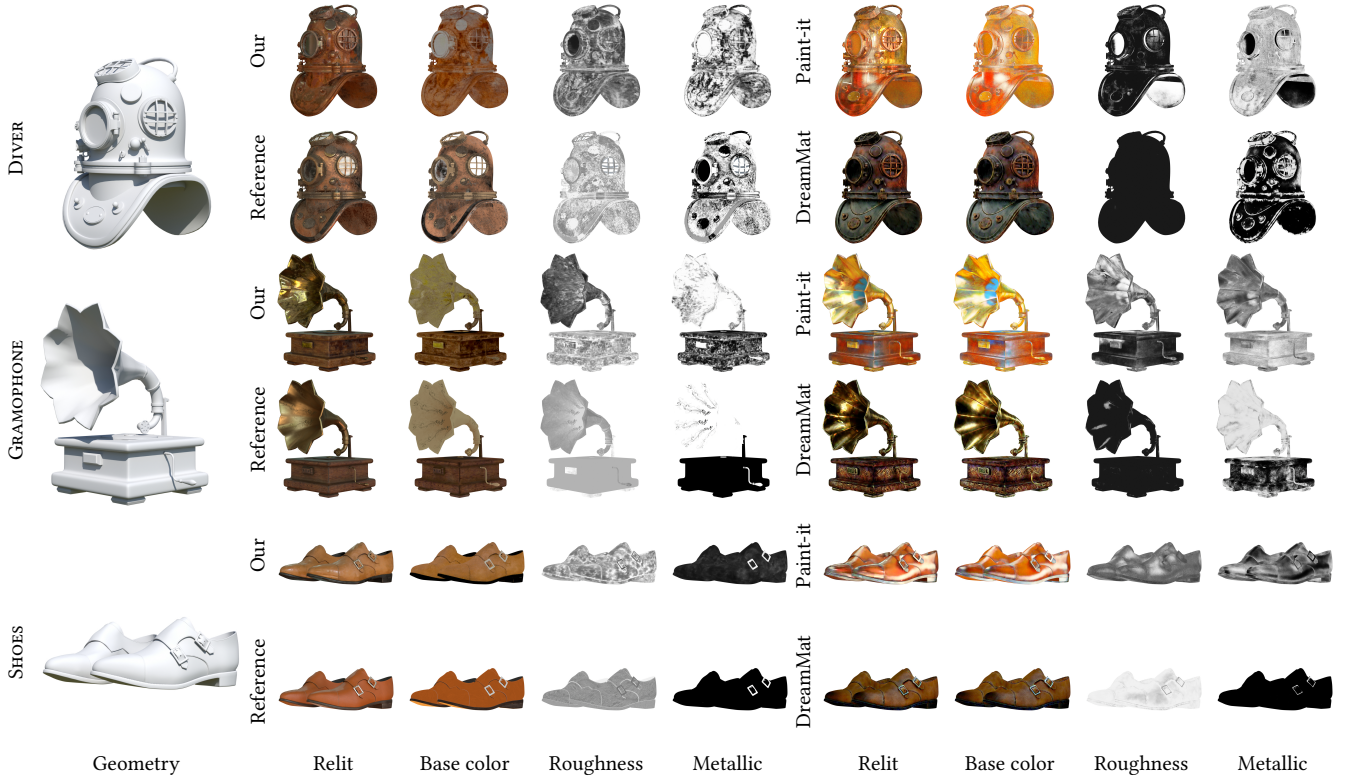 DIVER
Our
Paint-it
Reference
DreamMat
GRAMOPHONE
Our
Paint-it
Reference
DreamMat
SHOES
Our
Paint-it
Reference
DreamMat
Geometry Relit Base color Roughness Metallic Relit Base color Roughness Metallic